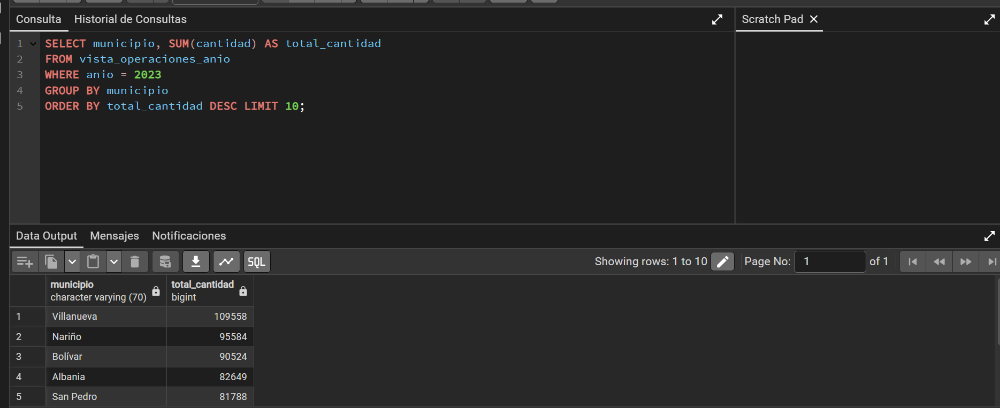 Consulta Historial de Consultas
Scratch Pad
1 SELECT municipio, SUM(cantidad) AS total_cantidad
2 FROM vista_operaciones_anio
3 WHERE anio = 2023
4 GROUP BY municipio
5 ORDER BY total_cantidad DESC LIMIT 10;
Data Output Mensajes Notificaciones
SQL Showing rows: 1 to 10 Page No: 1 of 1
municipio total_cantidad
character varying (70) bigint
1 Villanueva 109558
2 Nariño 95584
3 Bolívar 90524
4 Albania 82649
5 San Pedro 81788